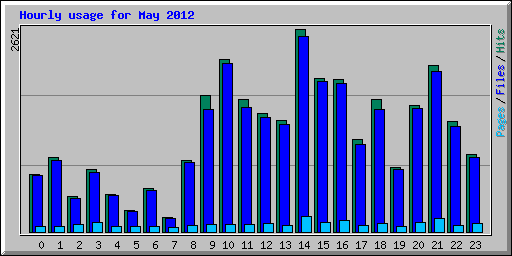 Hourly usage for May 2012
2621
Pages/Files/Hits
0 1 2 3 4 5 6 7 8 9 10 11 12 13 14 15 16 17 18 19 20 21 22 23